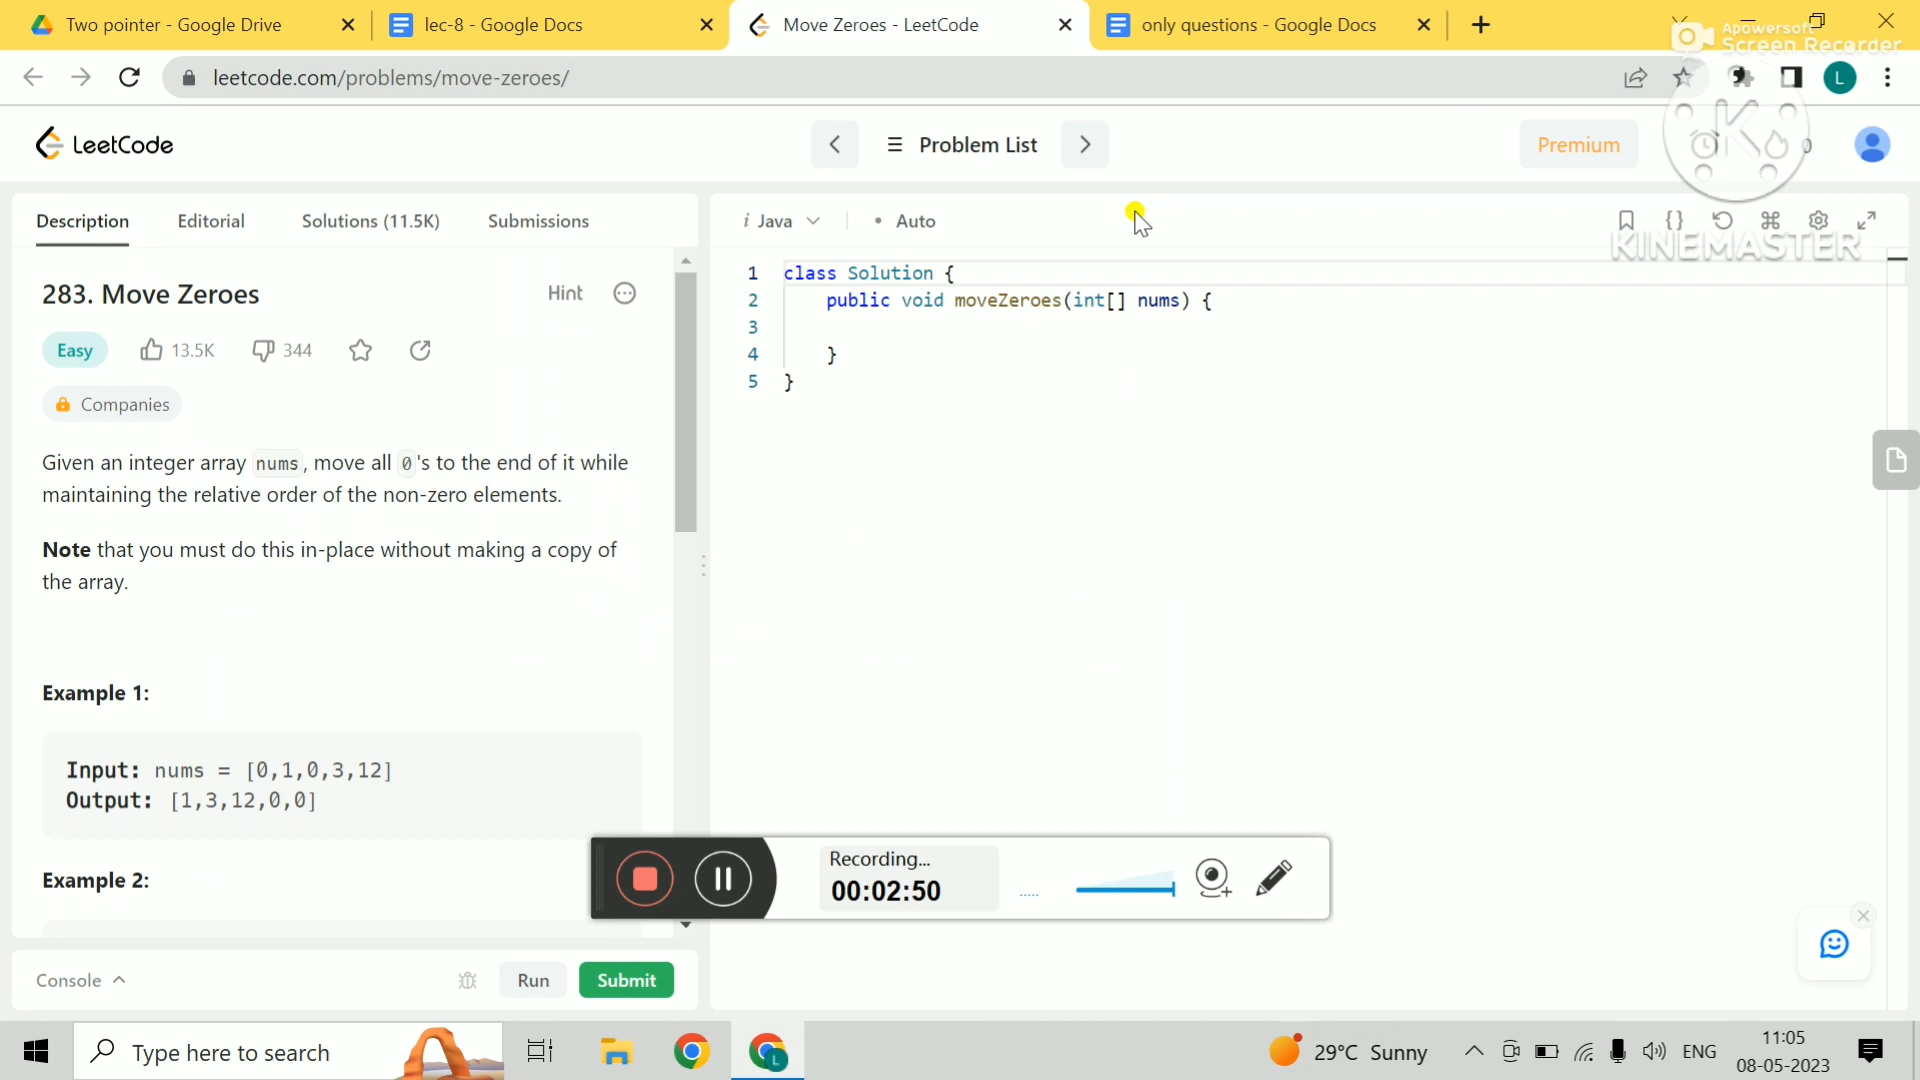 Two pointer - Google Drive
lec-8 - Google Docs
Move Zeroes - LeetCode
only questions - Google Docs
Apowersoft
Screen Recorder
leetcode.com/problems/move-zeroes/
L
LeetCode
Problem List
Premium
K
0
KINEMASTER
Description
Editorial
Solutions (11.5K)
Submissions
i Java
• Auto
{}
283. Move Zeroes
Hint
Easy
13.5K
344
Companies
Given an integer array nums, move all 0's to the end of it while
maintaining the relative order of the non-zero elements.
Note that you must do this in-place without making a copy of
the array.
Example 1:
Input: nums = [0,1,0,3,12]
Output: [1,3,12,0,0]
Example 2:
1 class Solution {
2 public void moveZeroes(int[] nums) {
3
4 }
5 }
Recording...
00:02:50
Console
Run
Submit
Type here to search
L
29°C Sunny
ENG
11:05
08-05-2023